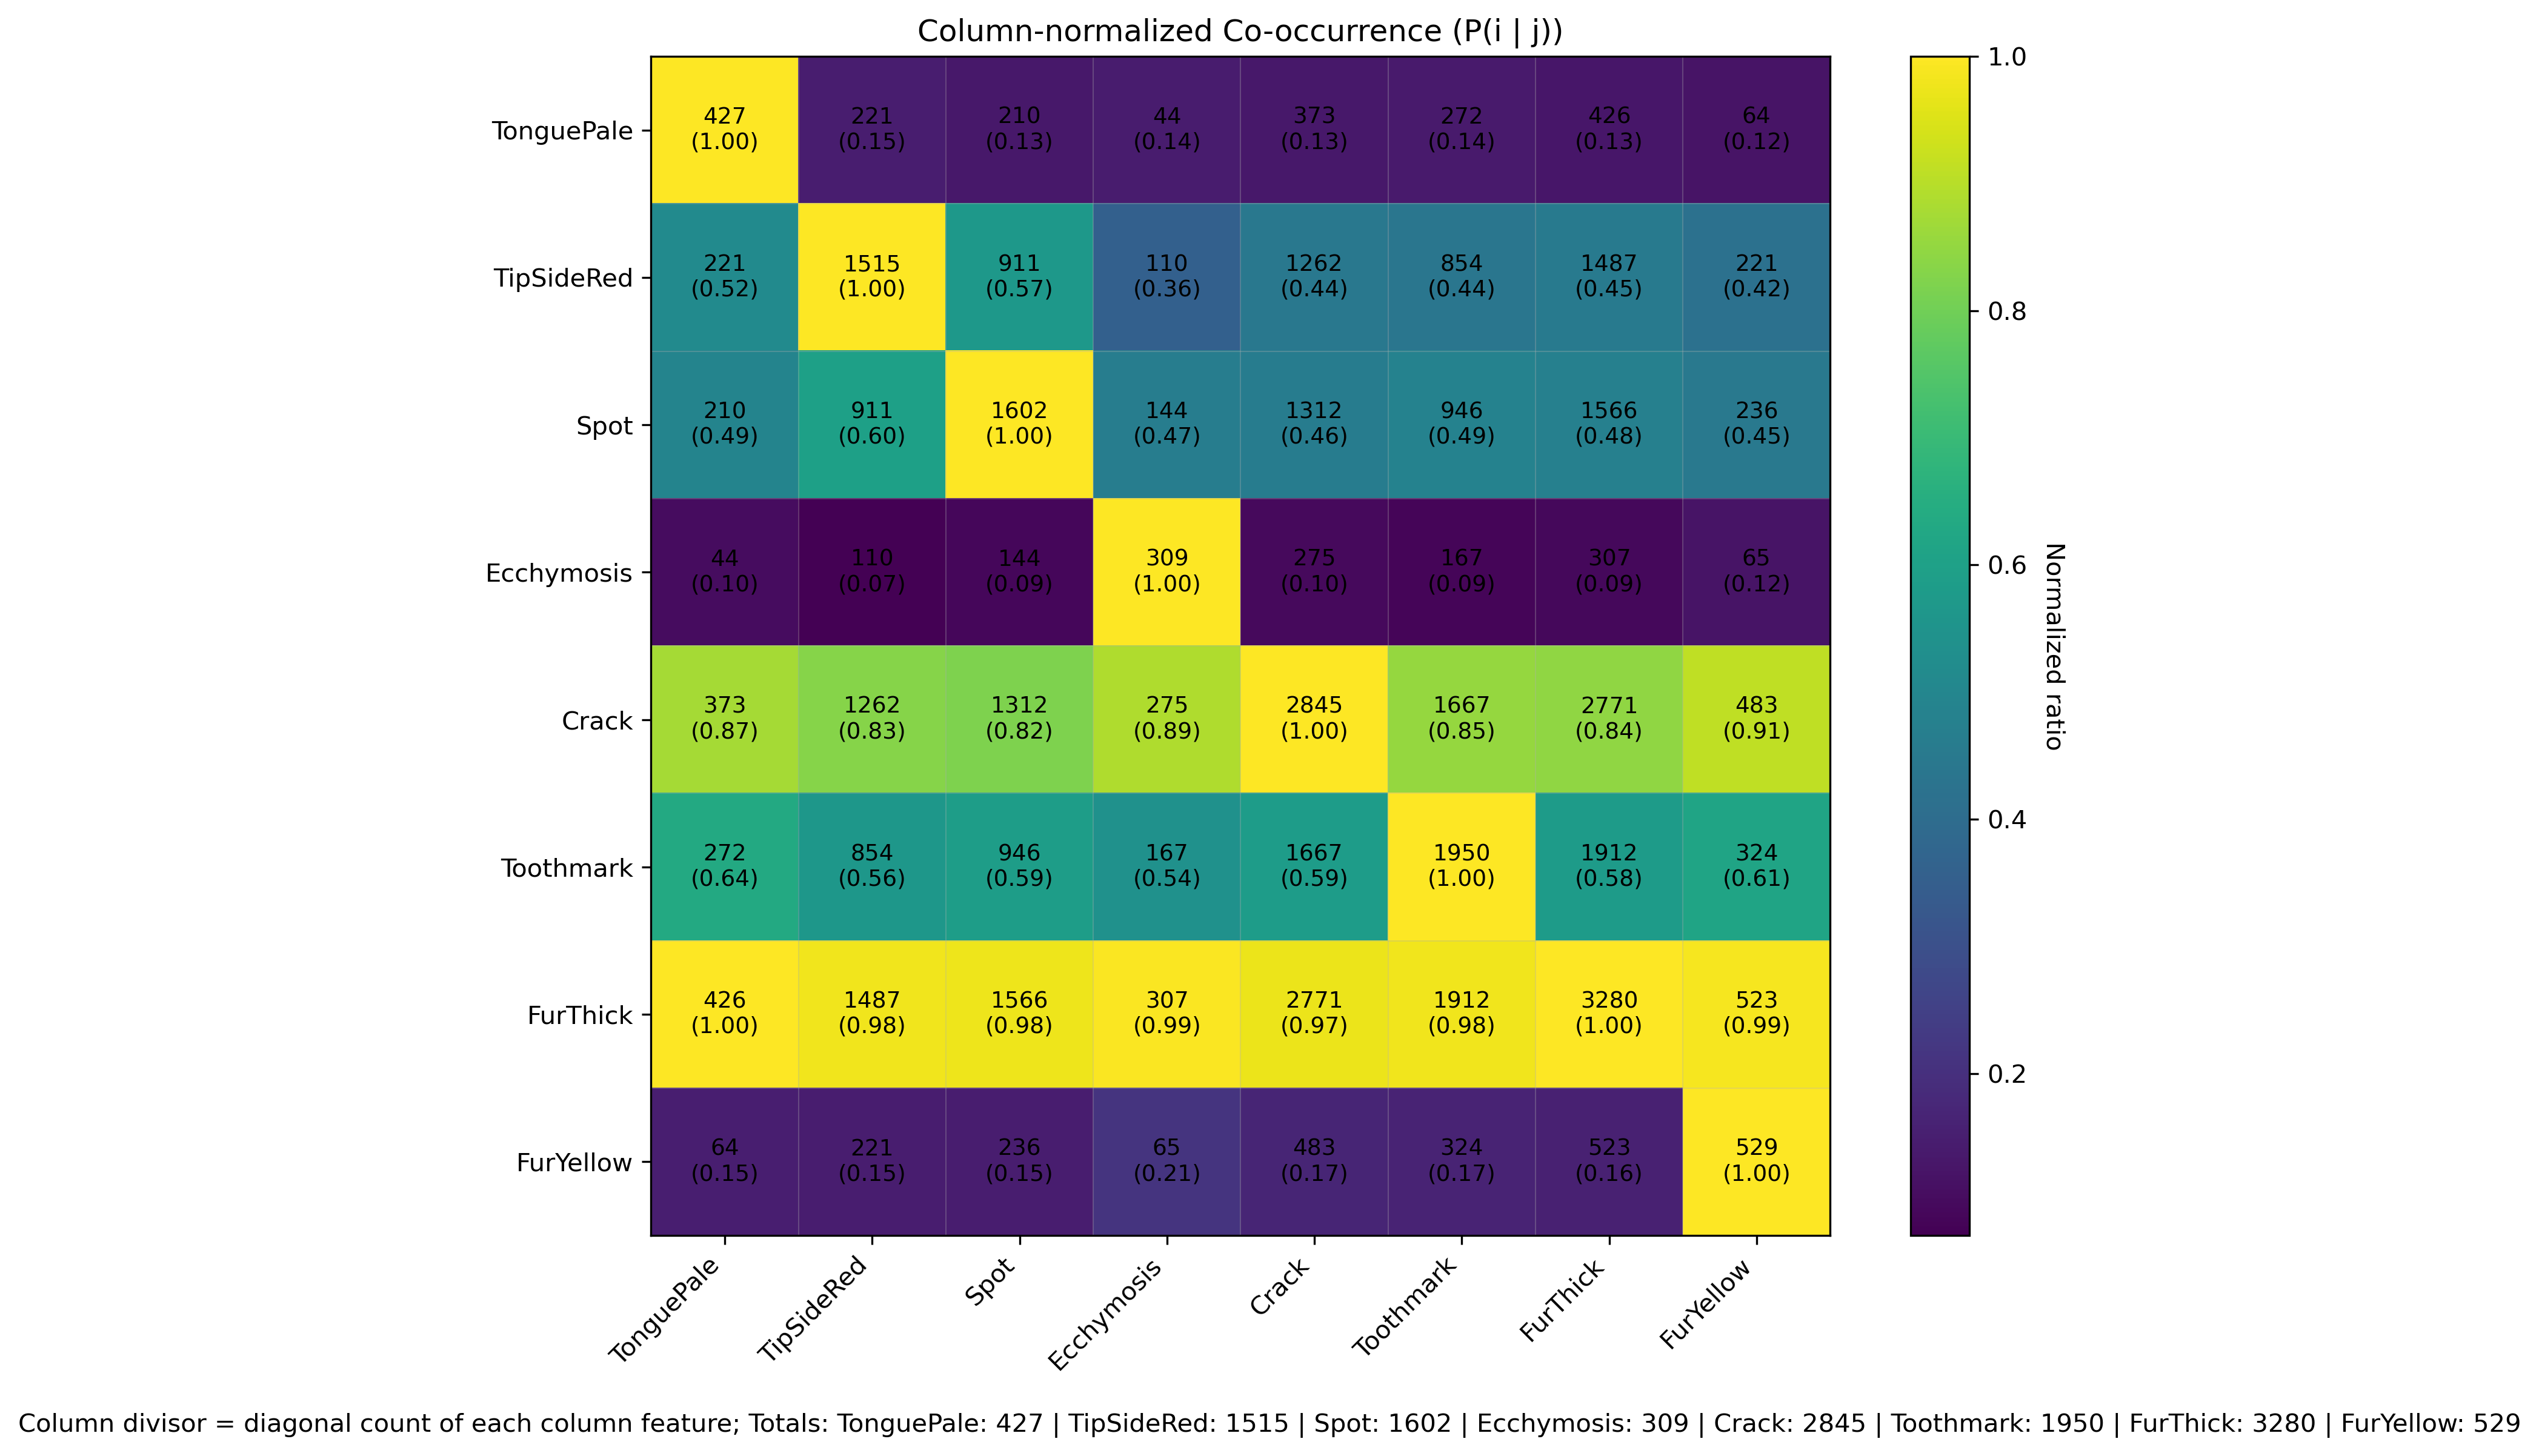 Column-normalized Co-occurrence (P(i | j))
TonguePale 427 221 210 44 373 272 426 64
(1.00) (0.15) (0.13) (0.14) (0.13) (0.14) (0.13) (0.12)
TipSideRed 221 1515 911 110 1262 854 1487 221
(0.52) (1.00) (0.57) (0.36) (0.44) (0.44) (0.45) (0.42)
Spot 210 911 1602 144 1312 946 1566 236
(0.49) (0.60) (1.00) (0.47) (0.46) (0.49) (0.48) (0.45)
Ecchymosis 44 110 144 309 275 167 307 65
(0.10) (0.07) (0.09) (1.00) (0.10) (0.09) (0.09) (0.12)
Crack 373 1262 1312 275 2845 1667 2771 483
(0.87) (0.83) (0.82) (0.89) (1.00) (0.85) (0.84) (0.91)
Toothmark 272 854 946 167 1667 1950 1912 324
(0.64) (0.56) (0.59) (0.54) (0.59) (1.00) (0.58) (0.61)
FurThick 426 1487 1566 307 2771 1912 3280 523
(1.00) (0.98) (0.98) (0.99) (0.97) (0.98) (1.00) (0.99)
FurYellow 64 221 236 65 483 324 523 529
(0.15) (0.15) (0.15) (0.21) (0.17) (0.17) (0.16) (1.00)
TonguePale TipSideRed Spot Ecchymosis Crack Toothmark FurThick FurYellow
1.0
0.8
0.6
0.4
0.2
Normalized ratio
Column divisor = diagonal count of each column feature; Totals: TonguePale: 427 | TipSideRed: 1515 | Spot: 1602 | Ecchymosis: 309 | Crack: 2845 | Toothmark: 1950 | FurThick: 3280 | FurYellow: 529